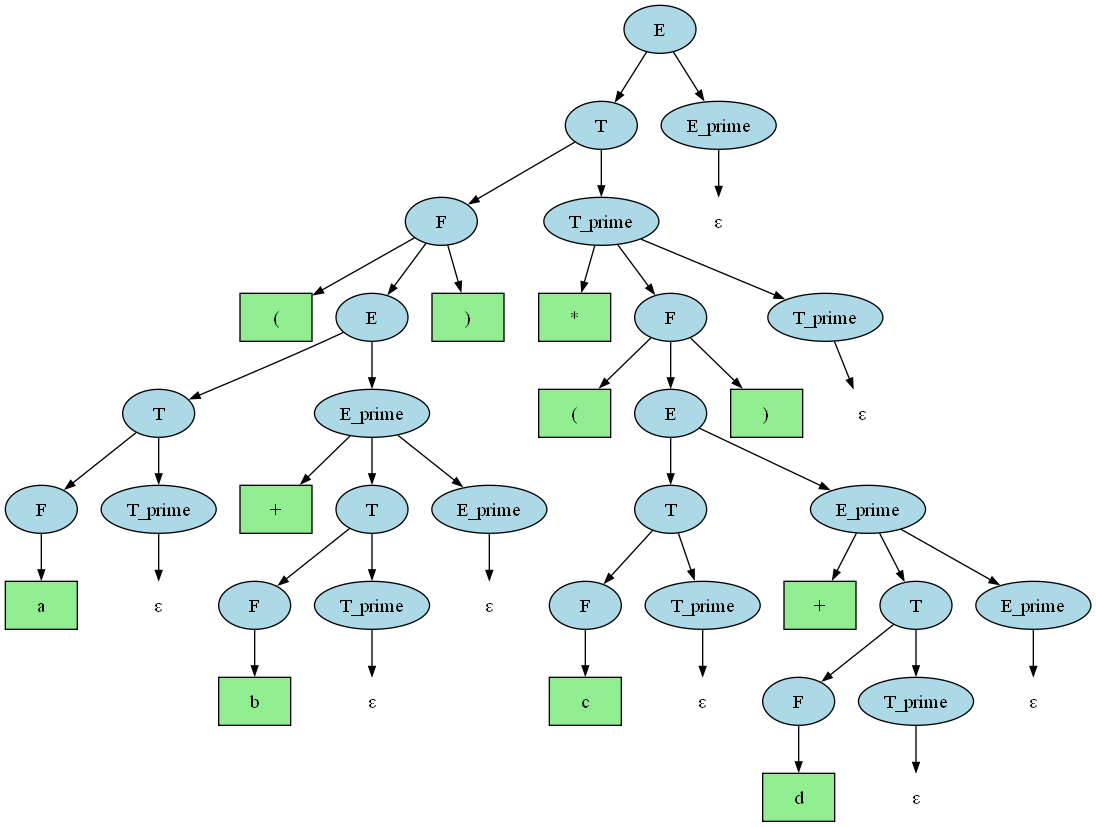 E
T E_prime
F T_prime ε
( E ) * F T_prime
T E_prime ( E ) ε
F T_prime + T E_prime T E_prime
a ε F T_prime ε F T_prime + T E_prime
b ε c ε F T_prime ε
d ε